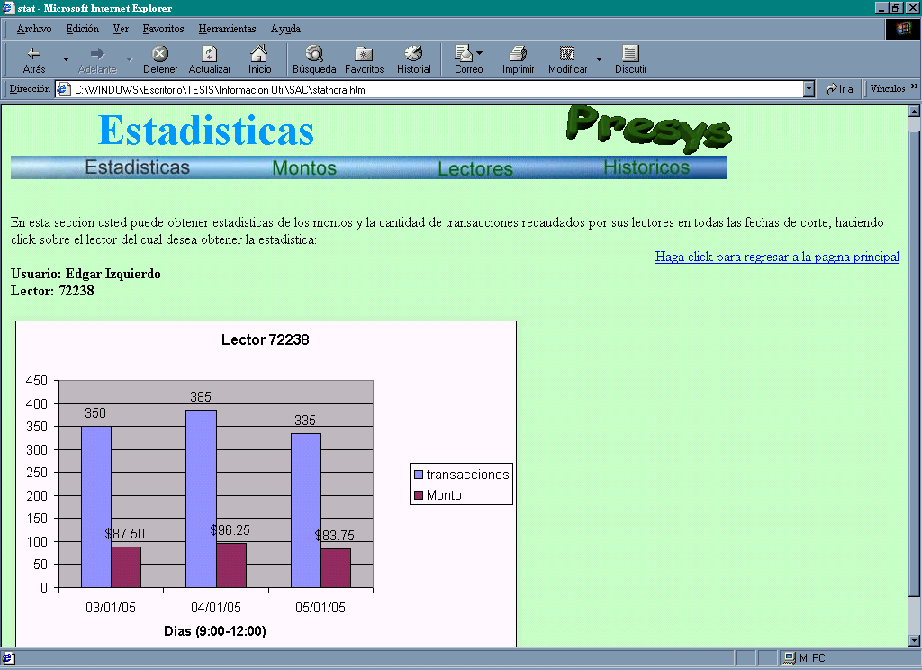 stat - Microsoft Internet Explorer
Archivo Edición Ver Favoritos Herramientas Ayuda
Atrás Adelante Detener Actualizar Inicio Búsqueda Favoritos Historial Correo Imprimir Modificar Discutir
Dirección C:\WINDOWS\Escritorio\TESIS\Informacion Util\SAC\stathora.htm Ir a Vínculos »
Estadisticas Presys
Estadisticas Montos Lectores Historicos
En esta seccion usted puede obtener estadisticas de los montos y la cantidad de transacciones recaudados por sus lectores en todas las fechas de corte, haciendo
click sobre el lector del cual desea obtener la estadistica:
Haga click para regresar a la pagina principal
Usuario: Edgar Izquierdo
Lector: 72238
Lector 72238
450
400
350
300
250
200
150
100
50
0
350 385 335
$87.50 $96.25 $83.75
transacciones
Monto
03/01/05 04/01/05 05/01/05
Dias (9:00-12:00)
Mi PC